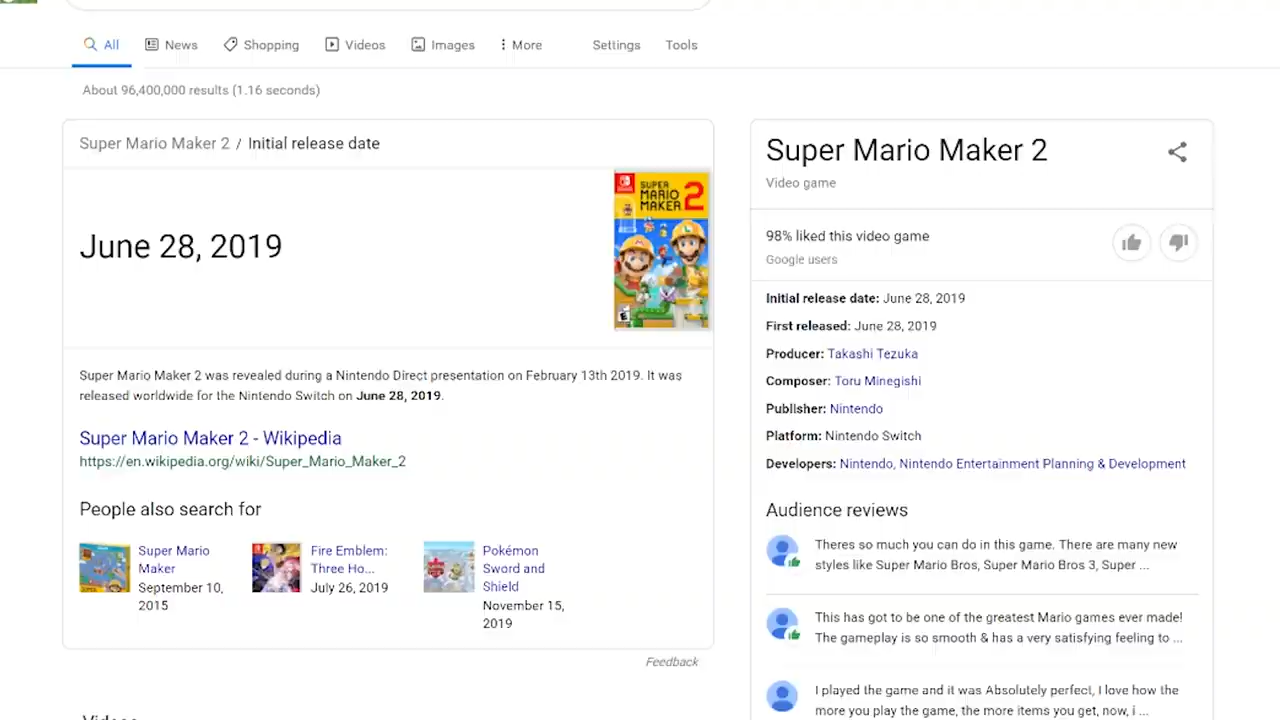 All
News
Shopping
Videos
Images
More
Settings
Tools
About 96,400,000 results (1.16 seconds)
Super Mario Maker 2 / Initial release date
June 28, 2019
SUPER
MARIO
MAKER 2
Super Mario Maker 2 was revealed during a Nintendo Direct presentation on February 13th 2019. It was
released worldwide for the Nintendo Switch on June 28, 2019.
Super Mario Maker 2 - Wikipedia
https://en.wikipedia.org/wiki/Super_Mario_Maker_2
People also search for
Super Mario
Maker
September 10,
2015
Fire Emblem:
Three Ho...
July 26, 2019
Pokémon
Sword and
Shield
November 15,
2019
Feedback
Videos
Super Mario Maker 2
Video game
98% liked this video game
Google users
Initial release date: June 28, 2019
First released: June 28, 2019
Producer: Takashi Tezuka
Composer: Toru Minegishi
Publisher: Nintendo
Platform: Nintendo Switch
Developers: Nintendo, Nintendo Entertainment Planning & Development
Audience reviews
Theres so much you can do in this game. There are many new
styles like Super Mario Bros, Super Mario Bros 3, Super ...
This has got to be one of the greatest Mario games ever made!
The gameplay is so smooth & has a very satisfying feeling to ...
I played the game and it was Absolutely perfect, I love how the
more you play the game, the more items you get, now, i ...